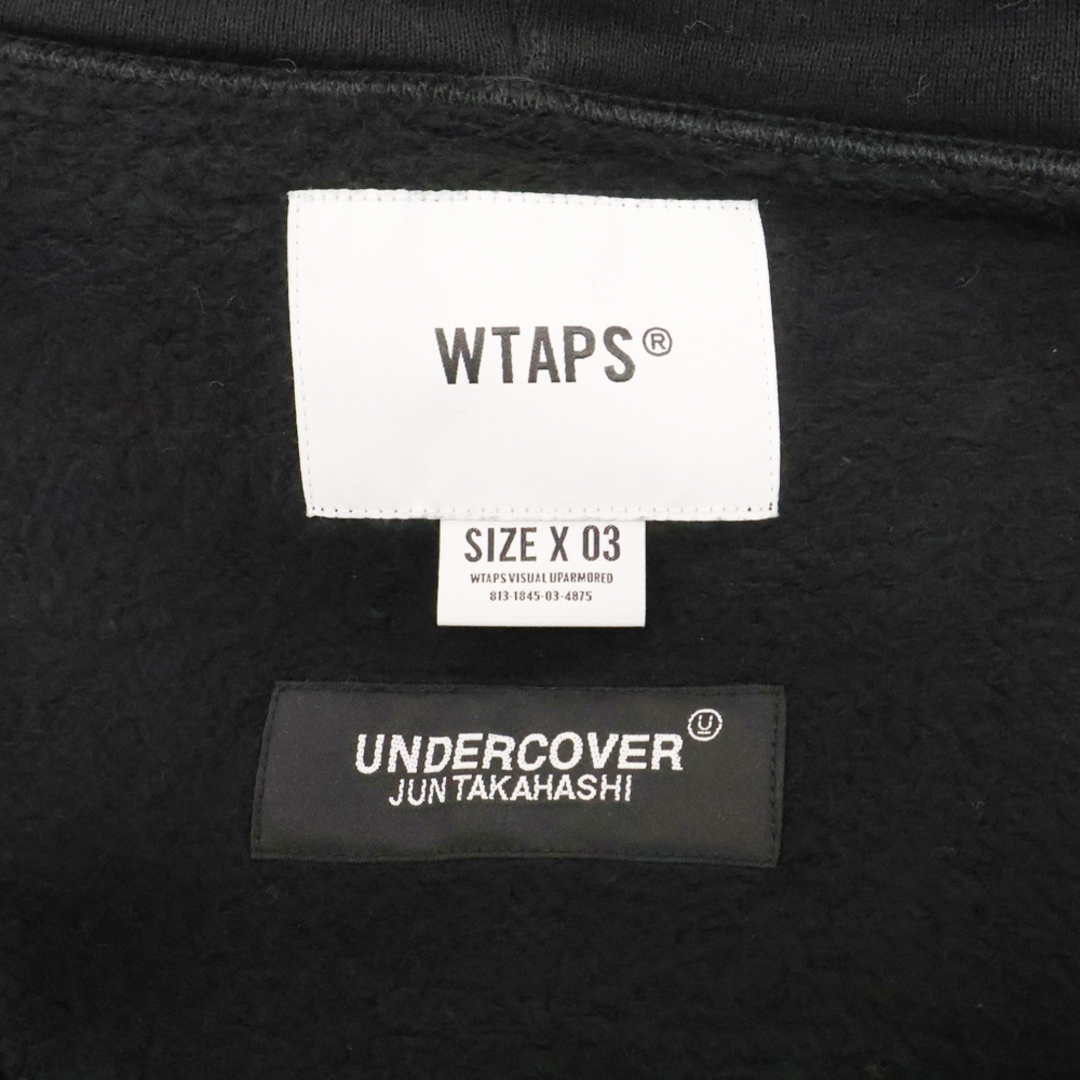 WTAPS®
SIZE X 03
WTAPS VISUAL UPARMORED
813-1845-03-4875
UNDERCOVER
JUN TAKAHASHI
U